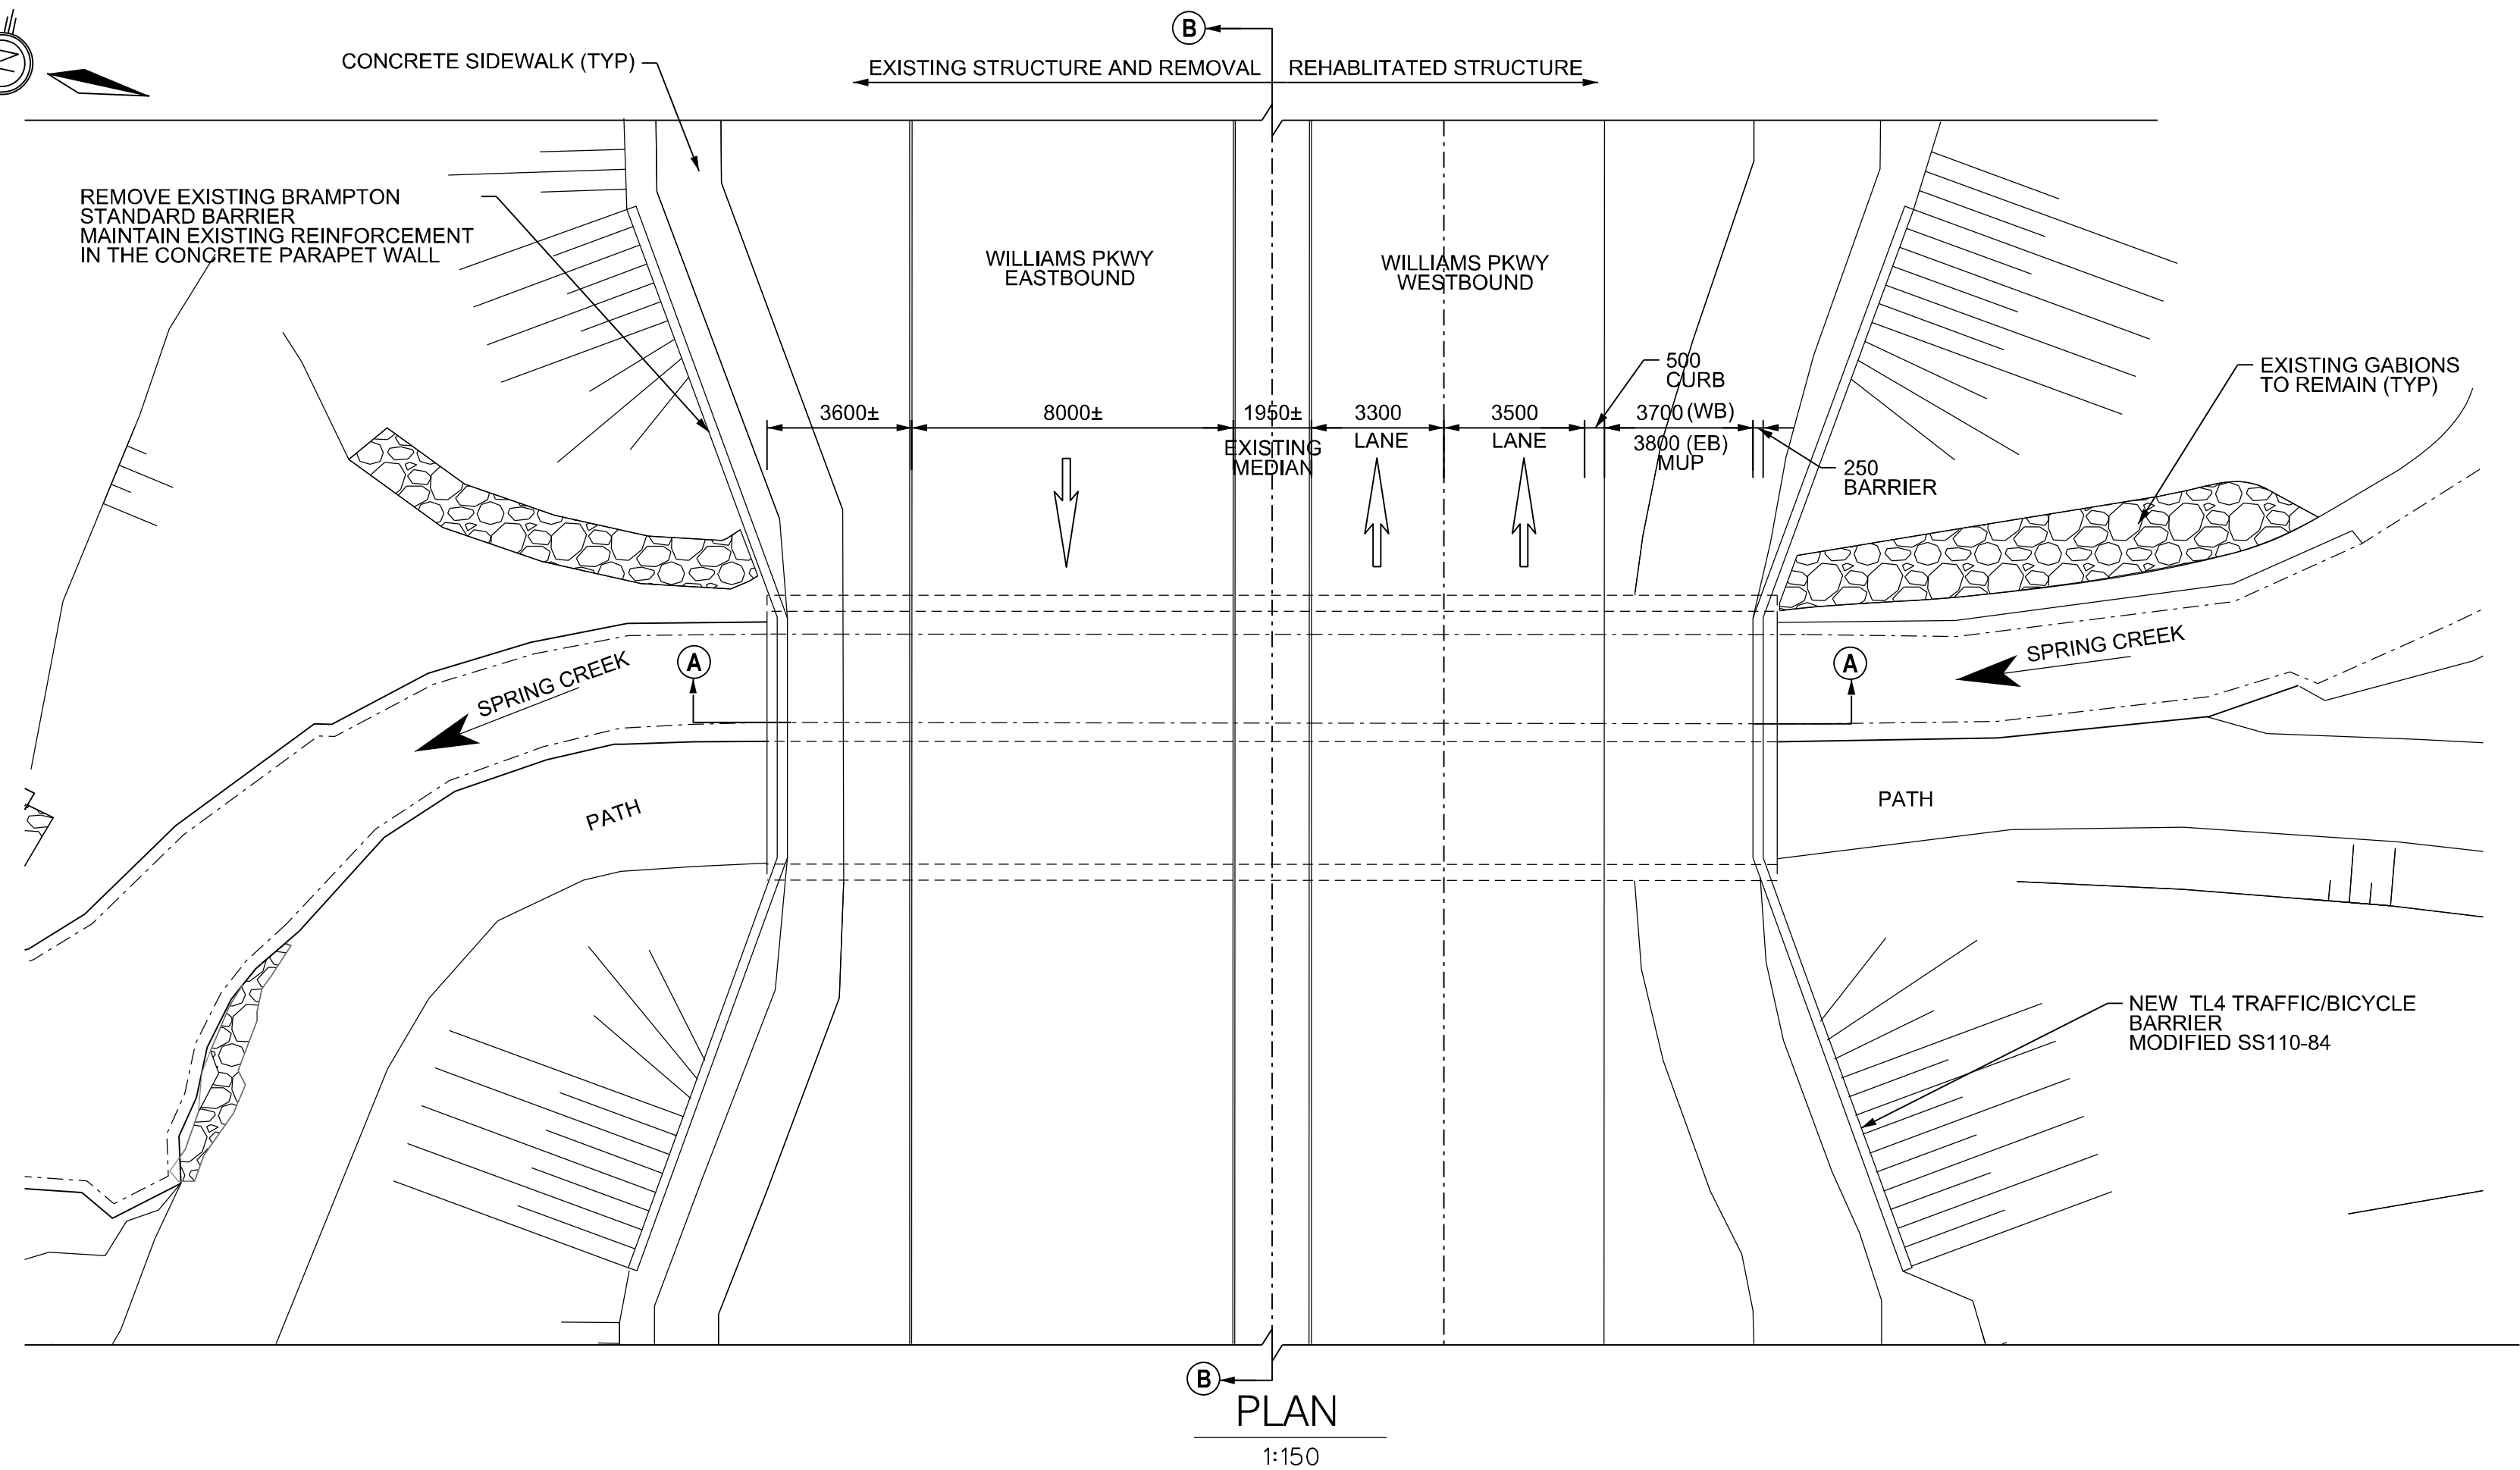 B
CONCRETE SIDEWALK (TYP)
EXISTING STRUCTURE AND REMOVAL
REHABLITATED STRUCTURE
N
REMOVE EXISTING BRAMPTON
STANDARD BARRIER
MAINTAIN EXISTING REINFORCEMENT
IN THE CONCRETE PARAPET WALL
WILLIAMS PKWY
EASTBOUND
WILLIAMS PKWY
WESTBOUND
500
CURB
EXISTING GABIONS
TO REMAIN (TYP)
3600±
8000±
1950±
EXISTING
MEDIAN
3300
LANE
3500
LANE
3700 (WB)
3800 (EB)
MUP
250
BARRIER
SPRING CREEK
A
A
SPRING CREEK
PATH
PATH
NEW TL4 TRAFFIC/BICYCLE
BARRIER
MODIFIED SS110-84
B
PLAN
1:150